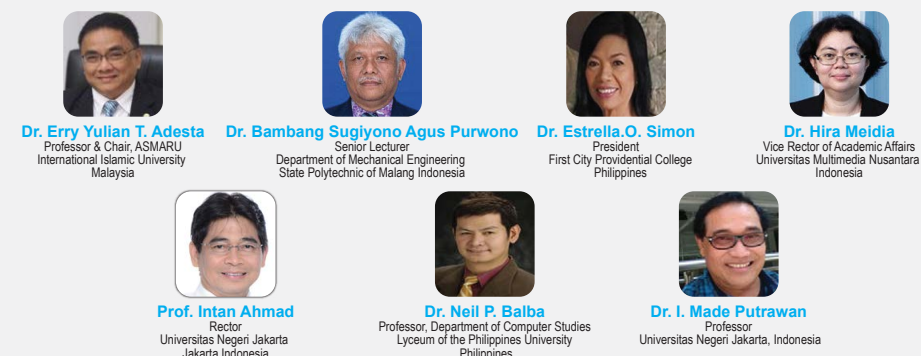 Dr. Erry Yulian T. Adesta
Professor & Chair, ASMARU
International Islamic University
Malaysia
Dr. Bambang Sugiyono Agus Purwono
Senior Lecturer
Department of Mechanical Engineering
State Polytechnic of Malang Indonesia
Dr. Estrella.O. Simon
President
First City Providential College
Philippines
Dr. Hira Meidia
Vice Rector of Academic Affairs
Universitas Multimedia Nusantara
Indonesia
Prof. Intan Ahmad
Rector
Universitas Negeri Jakarta
Jakarta Indonesia
Dr. Neil P. Balba
Professor, Department of Computer Studies
Lyceum of the Philippines University
Philippines
Dr. I. Made Putrawan
Professor
Universitas Negeri Jakarta, Indonesia